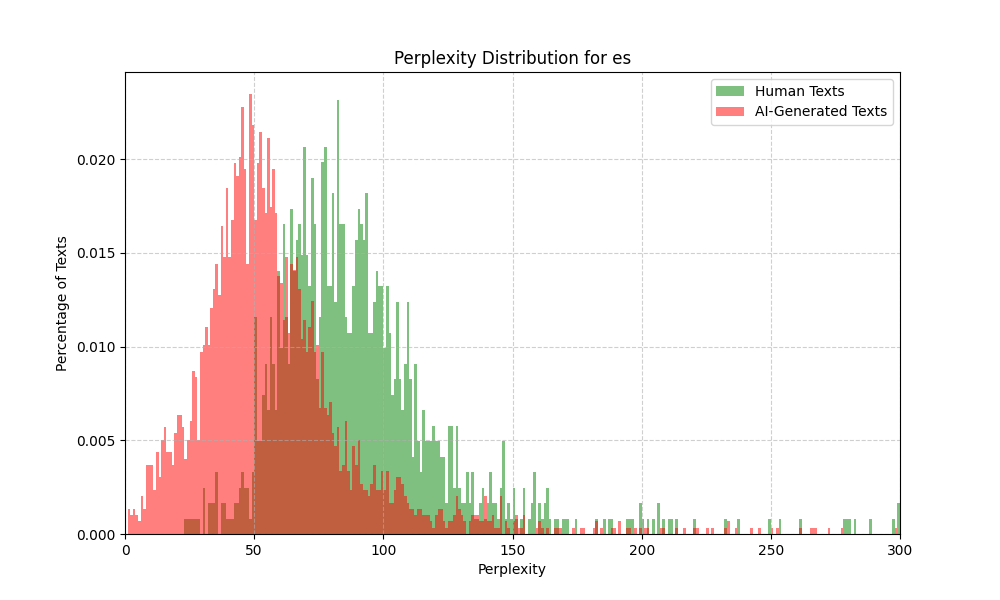 Perplexity Distribution for es
Human Texts
AI-Generated Texts
Percentage of Texts
0.020
0.015
0.010
0.005
0.000
0
50
100
150
200
250
300
Perplexity